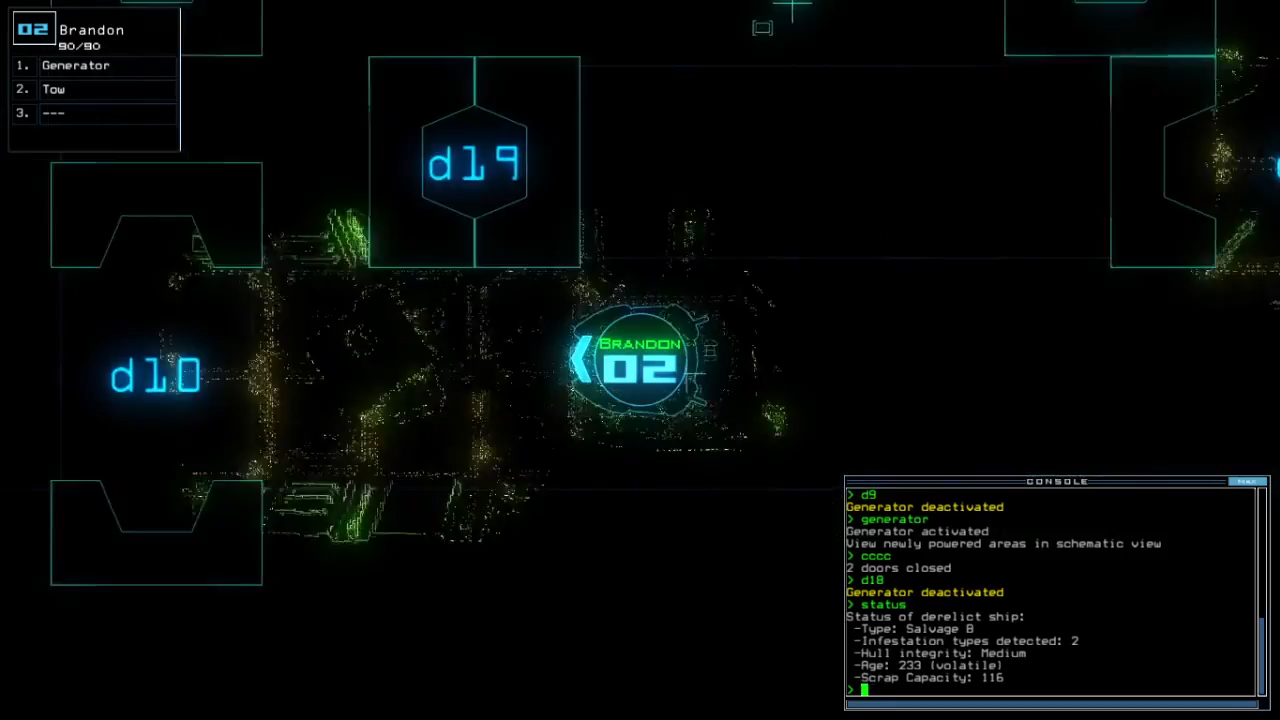 02 Brandon
90/90
1. Generator
2. Tow
3. ---
d19
d10
BRANDON
02
CONSOLE
> d9
Generator deactivated
> generator
Generator activated
View newly powered areas in schematic view
> cccc
2 doors closed
> d18
Generator deactivated
> status
Status of derelict ship:
-Type: Salvage B
-Infestation types detected: 2
-Hull integrity: Medium
-Age: 233 (volatile)
-Scrap Capacity: 116
>